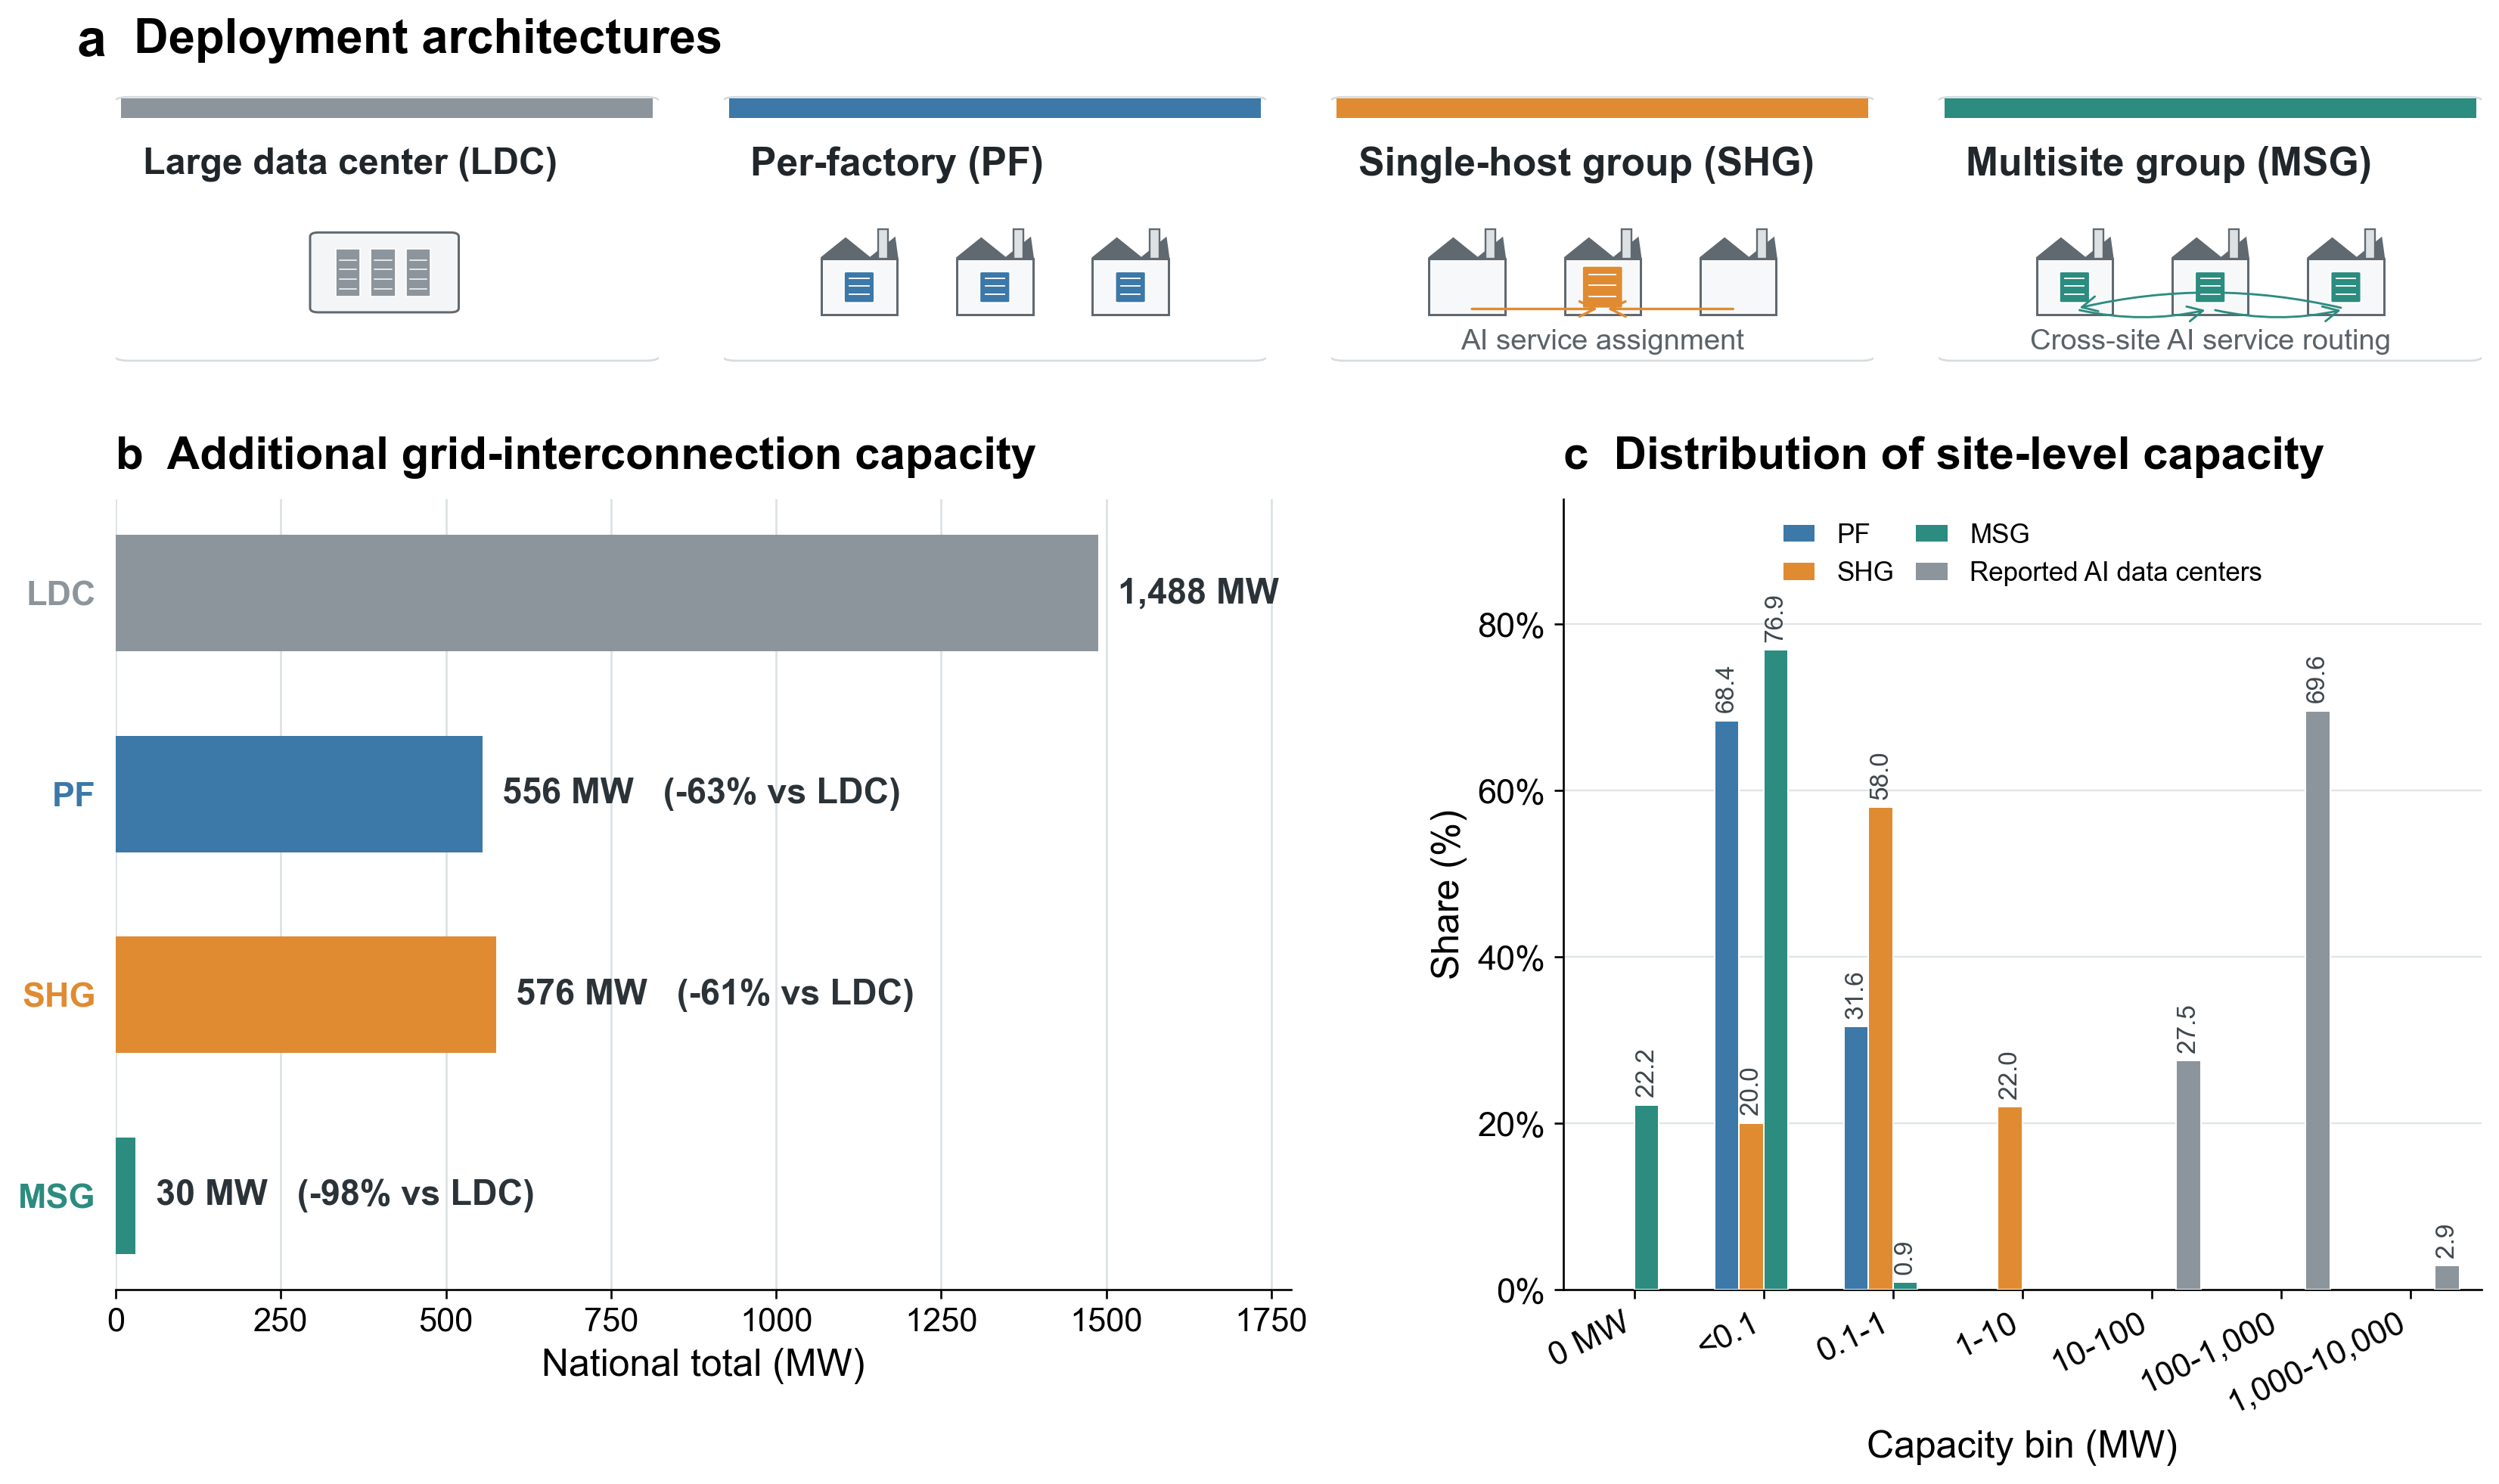 a Deployment architectures
Large data center (LDC)
Per-factory (PF)
Single-host group (SHG)
Multisite group (MSG)
AI service assignment
Cross-site AI service routing
b Additional grid-interconnection capacity
LDC
1,488 MW
PF
556 MW (-63% vs LDC)
SHG
576 MW (-61% vs LDC)
MSG
30 MW (-98% vs LDC)
0 250 500 750 1000 1250 1500 1750
National total (MW)
c Distribution of site-level capacity
PF
SHG
MSG
Reported AI data centers
Share (%)
80%
60%
40%
20%
0%
22.2
68.4
20.0
76.9
31.6
58.0
0.9
22.0
27.5
69.6
2.9
0 MW
<0.1
0.1-1
1-10
10-100
100-1,000
1,000-10,000
Capacity bin (MW)